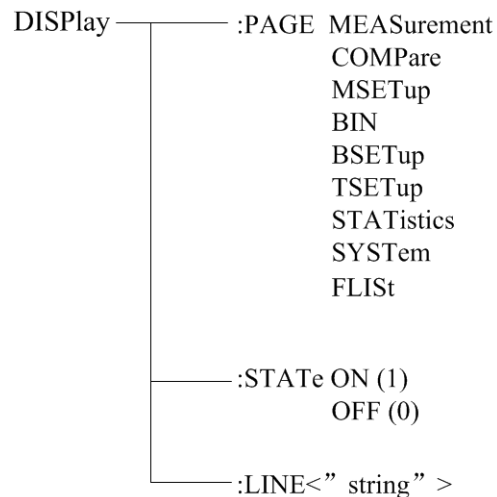 DISPlay :PAGE MEASurement
COMPare
MSETup
BIN
BSETup
TSETup
STATistics
SYSTem
FLISt
:STATe ON (1)
OFF (0)
:LINE<” string” >